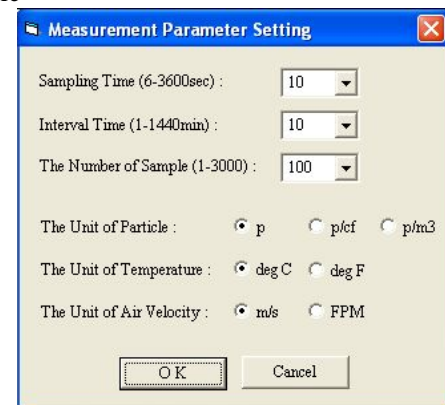 Measurement Parameter Setting
Sampling Time (6-3600sec) : 10
Interval Time (1-1440min) : 10
The Number of Sample (1-3000) : 100
The Unit of Particle : p p/cf p/m3
The Unit of Temperature : deg C deg F
The Unit of Air Velocity : m/s FPM
OK Cancel